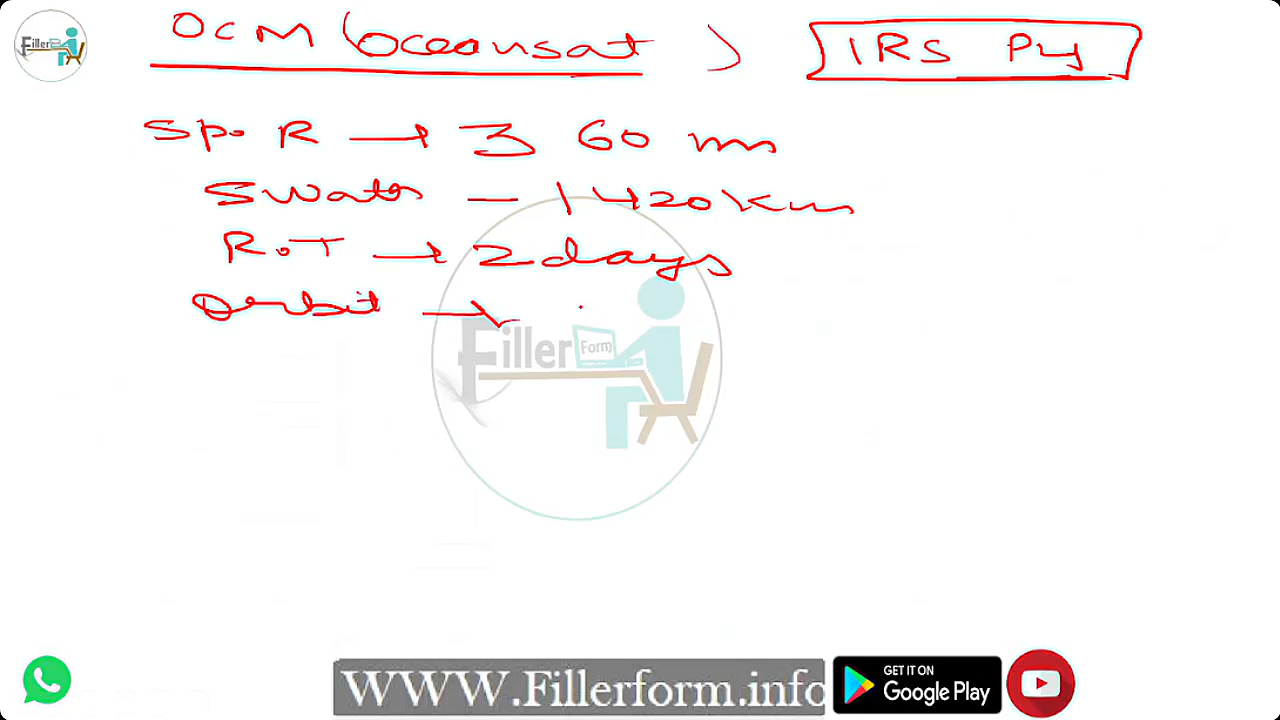 OCM (Oceansat)
IRS P4
Sp. R → 360 m
Swath - 1420 km
R.T → 2 days
Orbit →
Filler Form
Filler
WWW.Fillerform.info
GET IT ON
Google Play